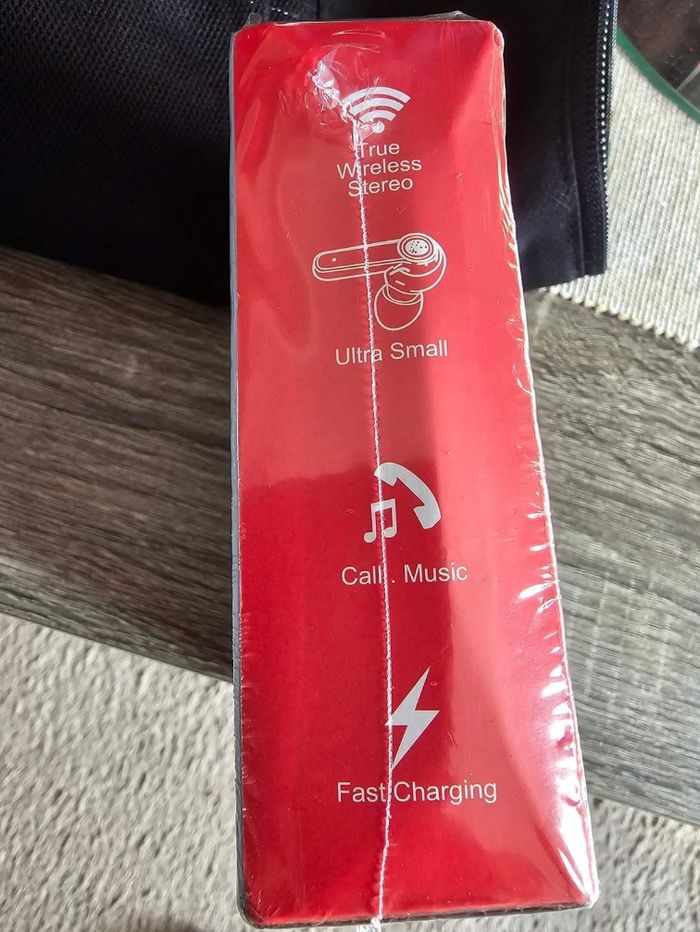 True
Wireless
Stereo
Ultra Small
Call . Music
Fast Charging